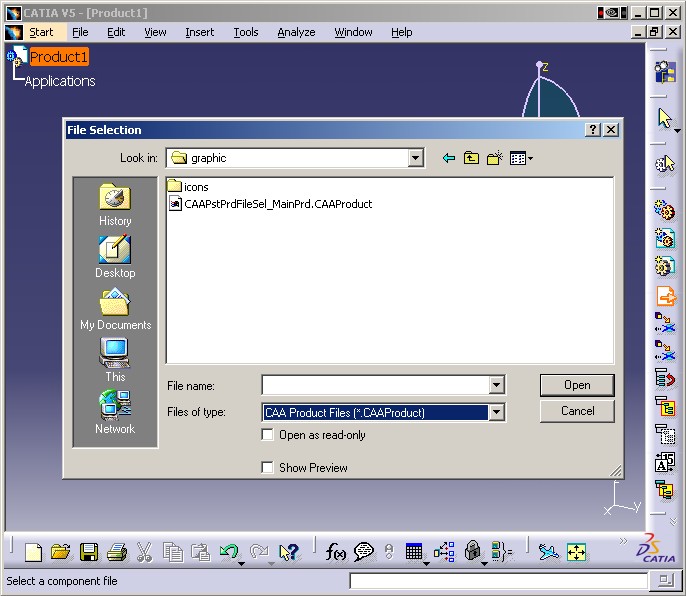 CATIA V5 - [Product1]
Start File Edit View Insert Tools Analyze Window Help
Product1
Applications
z
File Selection
Look in: graphic
History
Desktop
My Documents
This
Network
icons
CAAPstPrdFileSel_MainPrd.CAAProduct
File name:
Open
Files of type: CAA Product Files (*.CAAProduct)
Cancel
Open as read-only
Show Preview
x y
f(x)
CATIA
Select a component file